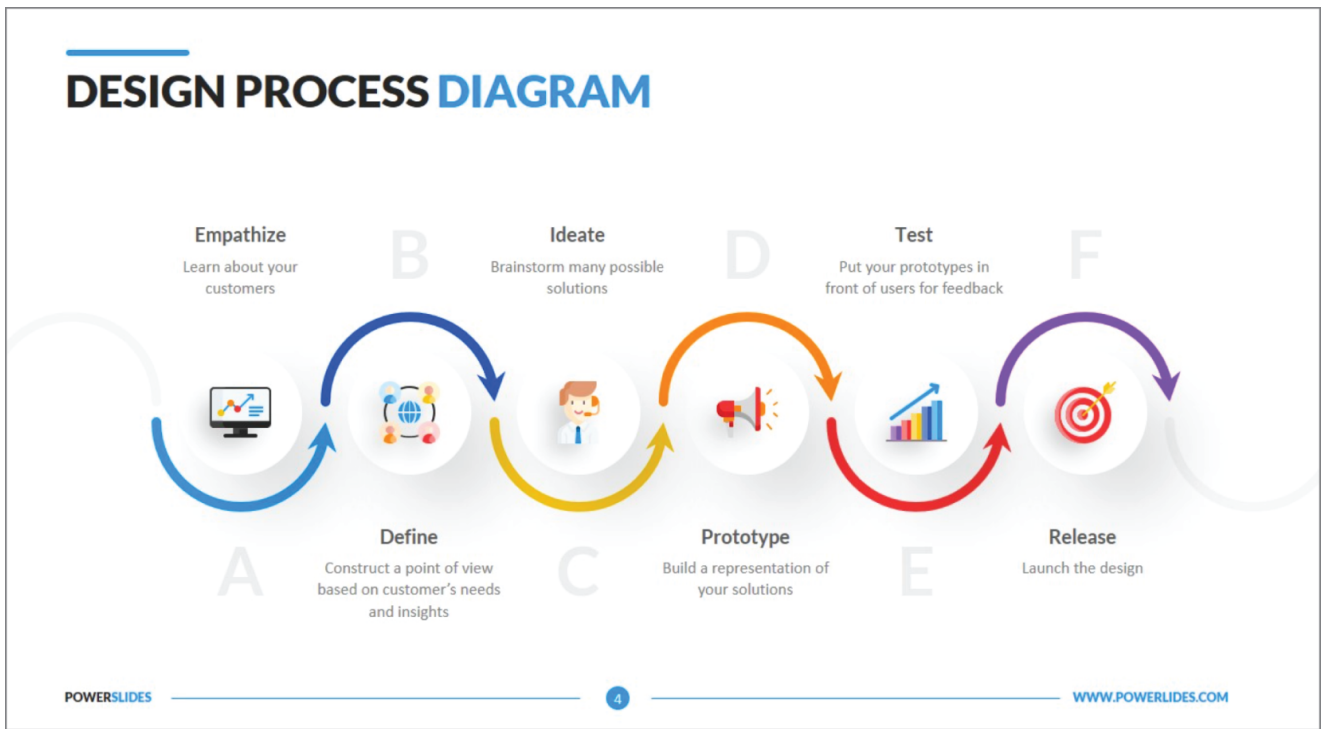 DESIGN PROCESS DIAGRAM
Empathize
Learn about your
customers
B
Ideate
Brainstorm many possible
solutions
D
Test
Put your prototypes in
front of users for feedback
F
A
Define
Construct a point of view
based on customer's needs
and insights
C
Prototype
Build a representation of
your solutions
E
Release
Launch the design
POWERSLIDES
4
WWW.POWERLIDES.COM